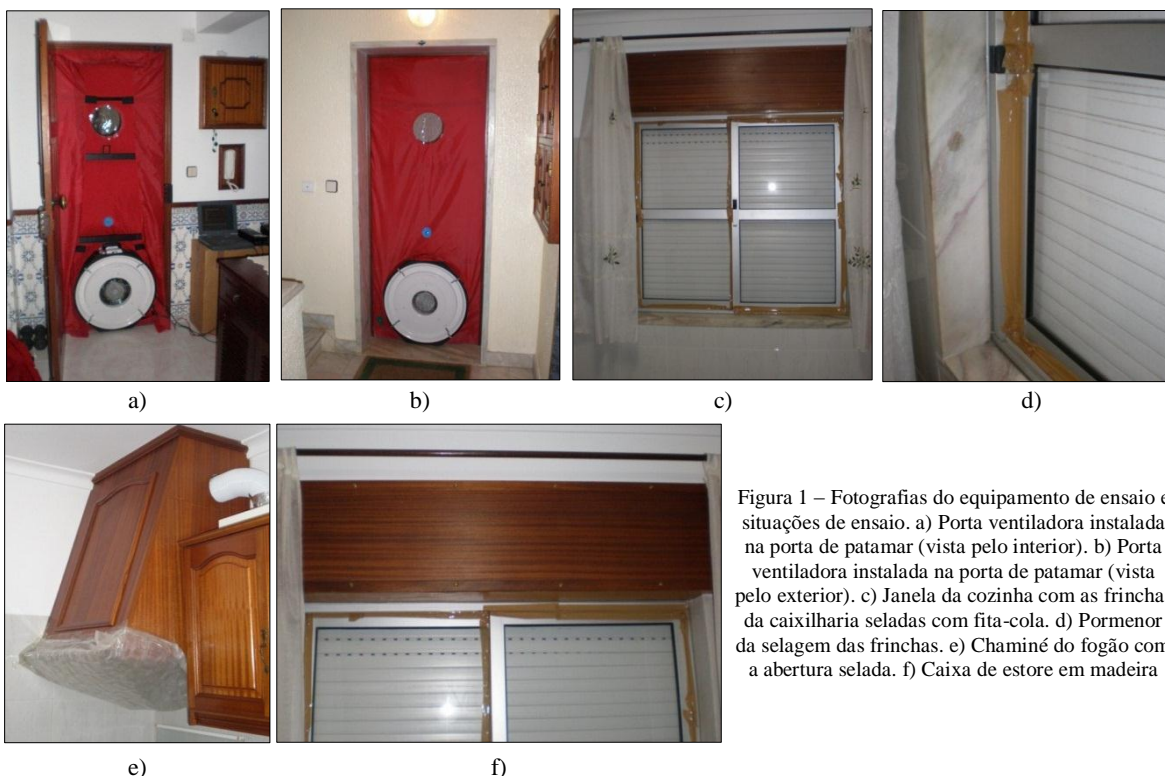 a)
b)
c)
d)
Figura 1 – Fotografias do equipamento de ensaio e
situações de ensaio. a) Porta ventiladora instalada
na porta de patamar (vista pelo interior). b) Porta
ventiladora instalada na porta de patamar (vista
pelo exterior). c) Janela da cozinha com as frincha
da caixilharia seladas com fita-cola. d) Pormenor
da selagem das frinchas. e) Chaminé do fogão com
a abertura selada. f) Caixa de estore em madeira
e)
f)